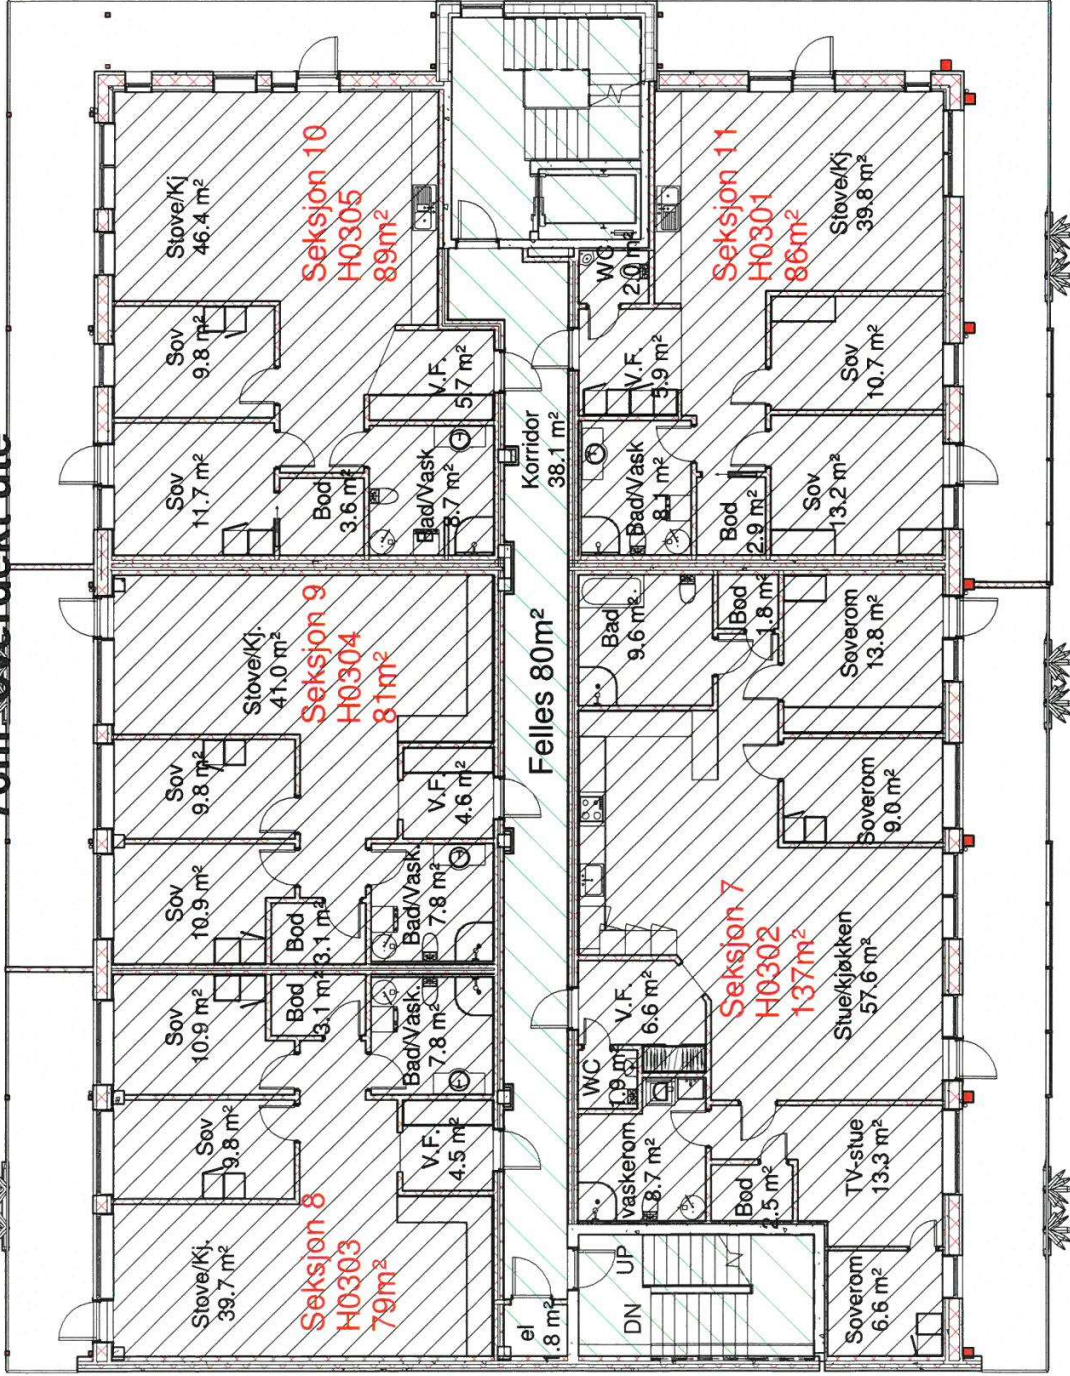 Stove/Kj
46.4 m²
Seksjon 10
H0305
89m²
Sov
9.8 m²
V.F.
5.7 m²
Sov
11.7 m²
Bod
3.6 m²
Bad/Vask
8.7 m²
Korridor
38.1 m²
WC
2.0 m²
Seksjon 11
H0301
86m²
Stove/Kj
39.8 m²
V.F.
5.9 m²
Sov
10.7 m²
Bad/Vask
8.1 m²
Bod
2.9 m²
Sov
13.2 m²
Stove/Kj.
41.0 m²
Seksjon 9
H0304
81m²
Felles 80m²
Sov
9.8 m²
V.F.
4.6 m²
Sov
10.9 m²
Bod
3.1 m²
Bad/Vask.
7.8 m²
Bad
9.6 m².
Bod
1.8 m²
Soverom
13.8 m²
Soverom
9.0 m²
Seksjon 7
H0302
137m²
Stue/kjøkken
57.6 m²
V.F.
6.6 m²
WC
1.9 m²
Sov
10.9 m²
Bod
3.1 m²
Bad/Vask.
7.8 m²
Sov
9.8 m²
V.F.
4.5 m²
Stove/Kj.
39.7 m²
Seksjon 8
H0303
79m²
vaskerom
8.7 m²
Bod
2.5 m²
TV-stue
13.3 m²
el
1.8 m²
DN
UP
Soverom
6.6 m²